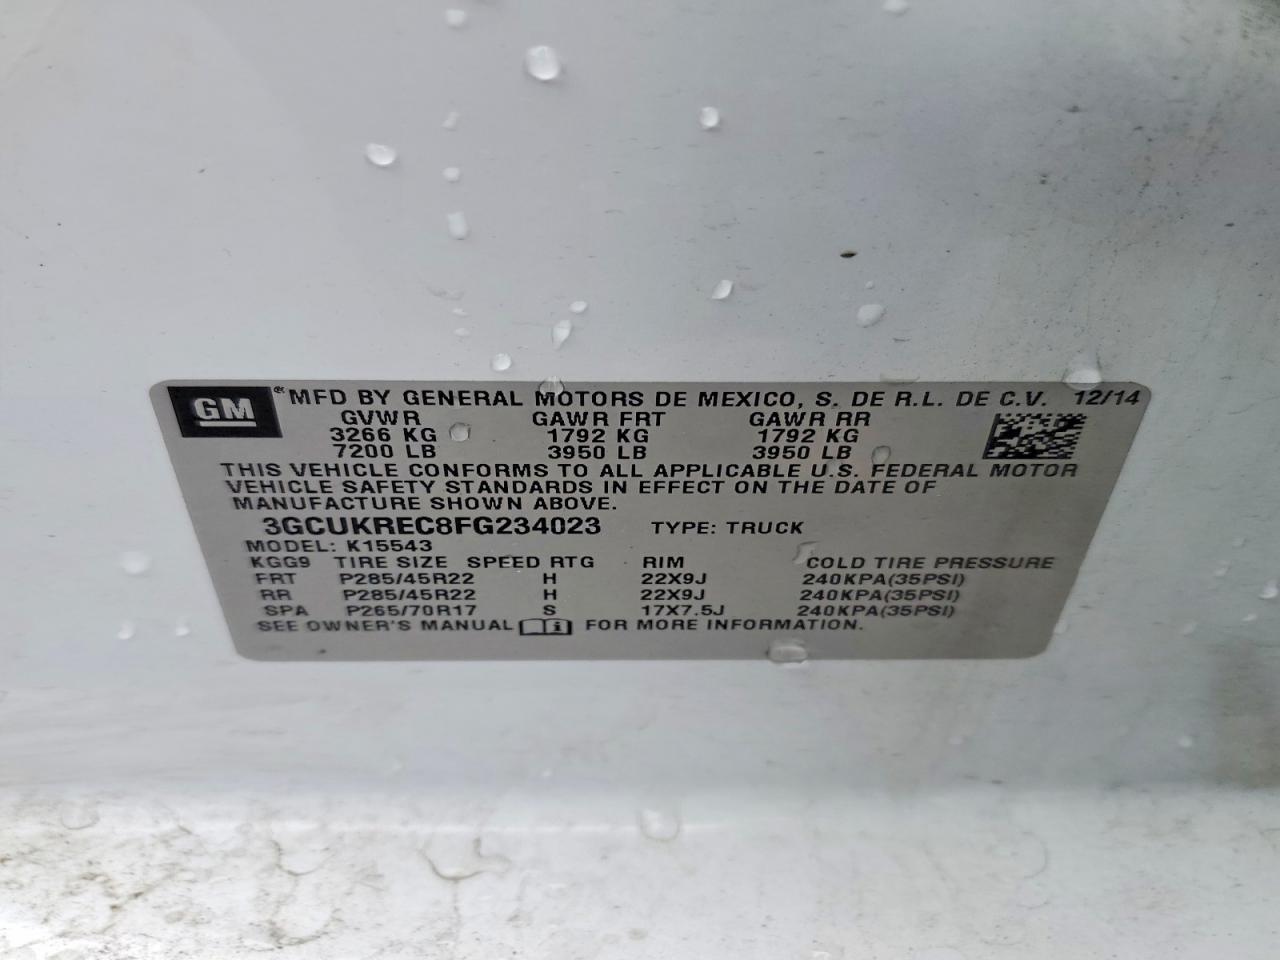 GM ® MFD BY GENERAL MOTORS DE MEXICO, S. DE R.L. DE C.V. 12/14
GVWR GAWR FRT GAWR RR
3266 KG 1792 KG 1792 KG
7200 LB 3950 LB 3950 LB
THIS VEHICLE CONFORMS TO ALL APPLICABLE U.S. FEDERAL MOTOR
VEHICLE SAFETY STANDARDS IN EFFECT ON THE DATE OF
MANUFACTURE SHOWN ABOVE.
3GCUKREC8FG234023 TYPE: TRUCK
MODEL: K15543
KGG9 TIRE SIZE SPEED RTG RIM COLD TIRE PRESSURE
FRT P285/45R22 H 22X9J 240KPA(35PSI)
RR P285/45R22 H 22X9J 240KPA(35PSI)
SPA P265/70R17 S 17X7.5J 240KPA(35PSI)
SEE OWNER'S MANUAL i FOR MORE INFORMATION.